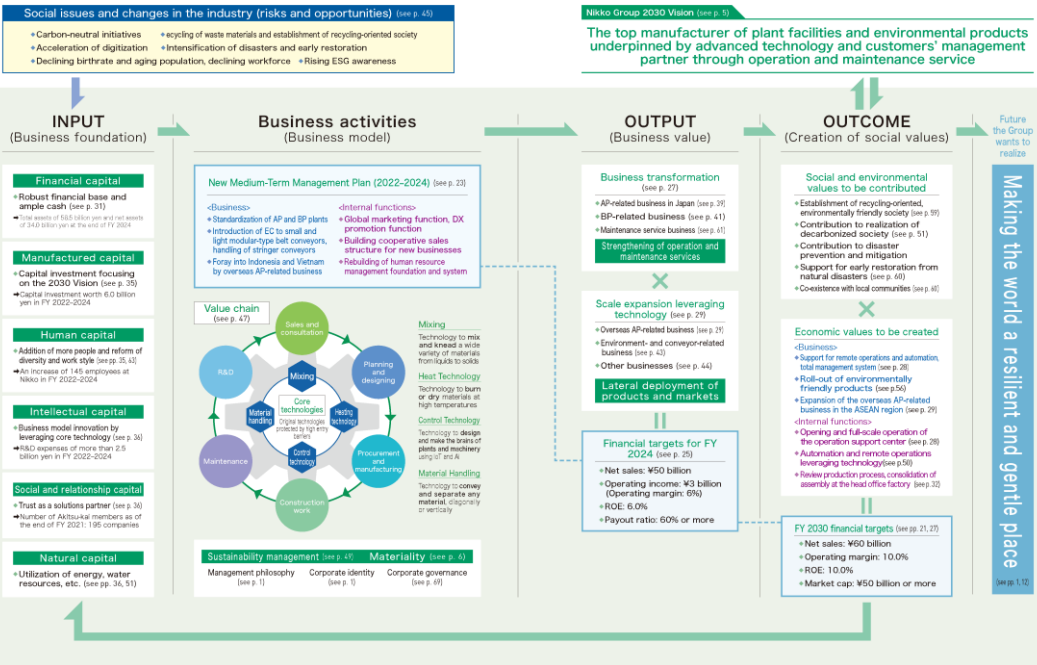 Social issues and changes in the industry (risks and opportunities) (see p. 45)
Carbon-neutral initiatives
ecycling of waste materials and establishment of recycling-oriented society
Acceleration of digitization
Intensification of disasters and early restoration
Declining birthrate and aging population, declining workforce
Rising ESG awareness
Nikko Group 2030 Vision (see p. 5)
The top manufacturer of plant facilities and environmental products
underpinned by advanced technology and customers' management
partner through operation and maintenance service
INPUT
(Business foundation)
Financial capital
Robust financial base and
ample cash (see p. 31)
Total assets of 58.5 billion yen and net assets
of 34.0 billion yen at the end of FY 2024
Manufactured capital
Capital investment focusing
on the 2030 Vision (see p. 35)
Capital investment worth 6.0 billion
yen in FY 2022–2024
Human capital
Addition of more people and reform of
diversity and work style (see pp. 35, 63)
An increase of 145 employees at
Nikko in FY 2022–2024
Intellectual capital
Business model innovation by
leveraging core technology (see p. 36)
R&D expenses of more than 2.5
billion yen in FY 2022–2024
Social and relationship capital
Trust as a solutions partner (see p. 36)
Number of Akitsu-kai members as of
the end of FY 2021: 195 companies
Natural capital
Utilization of energy, water
resources, etc. (see pp. 36, 51)
Business activities
(Business model)
New Medium-Term Management Plan (2022–2024) (see p. 23)
<Business>
Standardization of AP and BP plants
Introduction of EC to small and
light modular-type belt conveyors,
handling of stringer conveyors
Foray into Indonesia and Vietnam
by overseas AP-related business
<Internal functions>
Global marketing function, DX
promotion function
Building cooperative sales
structure for new businesses
Rebuilding of human resource
management foundation and system
Value chain
(see p. 47)
Sales and
consultation
Planning
and
designing
Procurement
and
manufacturing
Construction
work
Maintenance
R&D
Mixing
Heating
technology
Control
technology
Material
handling
Core
technologies
Original technologies
protected by high entry
barriers
Mixing
Technology to mix
and knead a wide
variety of materials
from liquids to solids
Heat Technology
Technology to burn
or dry materials at
high temperatures
Control Technology
Technology to design
and make the brains of
plants and machinery
using IoT and AI
Material Handling
Technology to convey
and separate any
material, diagonally
or vertically
Sustainability management (see p. 49)
Materiality (see p. 6)
Management philosophy
(see p. 1)
Corporate identity
(see p. 1)
Corporate governance
(see p. 69)
OUTPUT
(Business value)
Business transformation
(see p. 27)
AP-related business in Japan (see p. 39)
BP-related business (see p. 41)
Maintenance service business (see p. 61)
Strengthening of operation and
maintenance services
Scale expansion leveraging
technology (see p. 29)
Overseas AP-related business (see p. 29)
Environment- and conveyor-related
business (see p. 43)
Other businesses (see p. 44)
Lateral deployment of
products and markets
Financial targets for FY
2024 (see p. 25)
Net sales: ¥50 billion
Operating income: ¥3 billion
(Operating margin: 6%)
ROE: 6.0%
Payout ratio: 60% or more
OUTCOME
(Creation of social values)
Social and environmental
values to be contributed
Establishment of recycling-oriented,
environmentally friendly society (see p. 59)
Contribution to realization of
decarbonized society (see p. 51)
Contribution to disaster
prevention and mitigation
Support for early restoration from
natural disasters (see p. 60)
Co-existence with local communities (see p. 60)
Economic values to be created
<Business>
Support for remote operations and automation,
total management system (see p. 28)
Roll-out of environmentally
friendly products (see p.56)
Expansion of the overseas AP-related
business in the ASEAN region (see p. 29)
<Internal functions>
Opening and full-scale operation of
the operation support center (see p. 28)
Automation and remote operations
leveraging technology(see p.50)
Review production process, consolidation of
assembly at the head office factory (see p. 32)
FY 2030 financial targets (see pp. 21, 27)
Net sales: ¥60 billion
Operating margin: 10.0%
ROE: 10.0%
Market cap: ¥50 billion or more
Future
the Group
wants to
realize
Making the world a resilient and gentle place
(see pp. 1, 12)